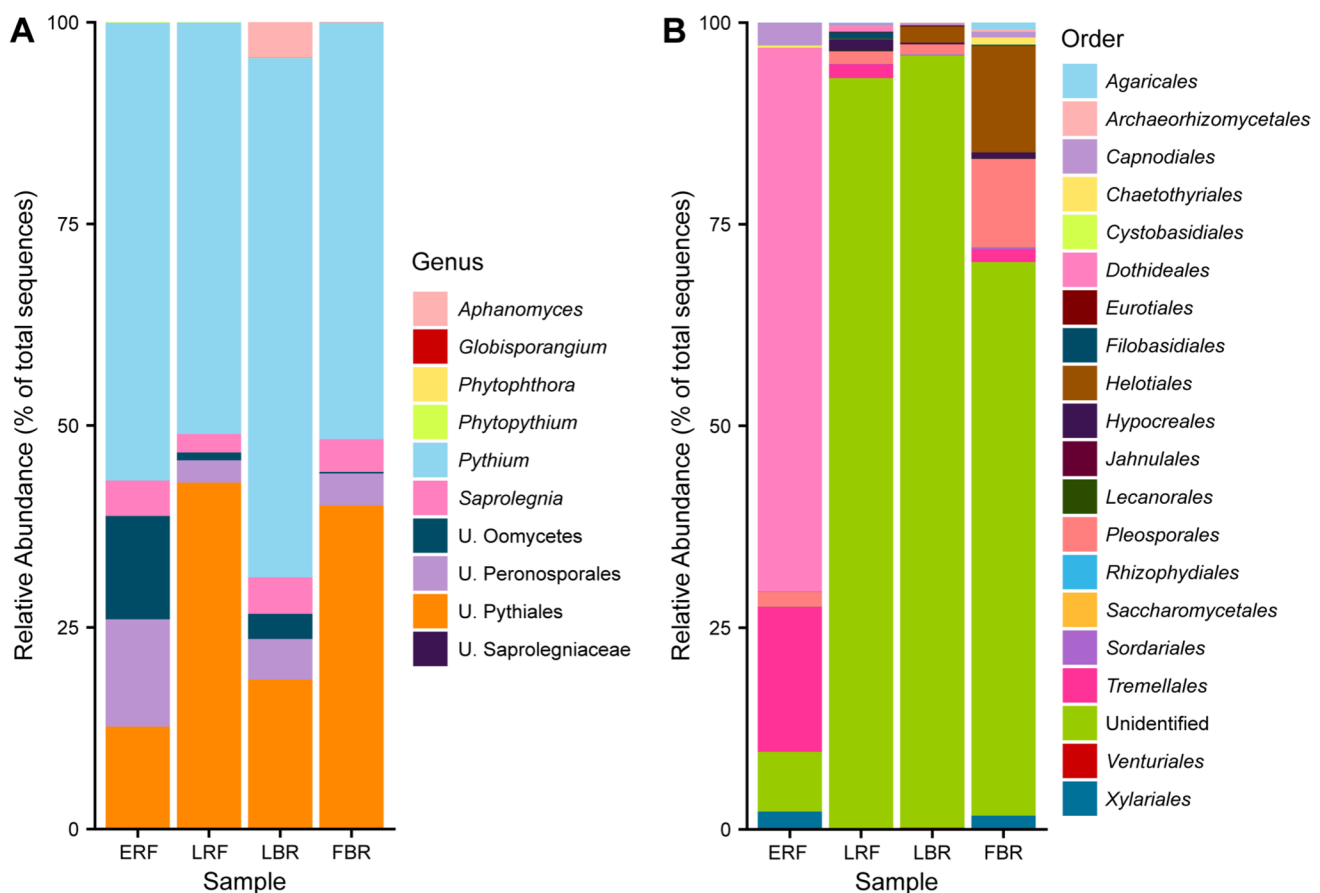 A
Relative Abundance (% of total sequences)
100
75
50
25
0
ERF LRF LBR FBR
Sample
Genus
Aphanomyces
Globisporangium
Phytophthora
Phytopythium
Pythium
Saprolegnia
U. Oomycetes
U. Peronosporales
U. Pythiales
U. Saprolegniaceae
B
Relative Abundance (% of total sequences)
100
75
50
25
0
ERF LRF LBR FBR
Sample
Order
Agaricales
Archaeorhizomycetales
Capnodiales
Chaetothyriales
Cystobasidiales
Dothideales
Eurotiales
Filobasidiales
Helotiales
Hypocreales
Jahnulales
Lecanorales
Pleosporales
Rhizophydiales
Saccharomycetales
Sordariales
Tremellales
Unidentified
Venturiales
Xylariales